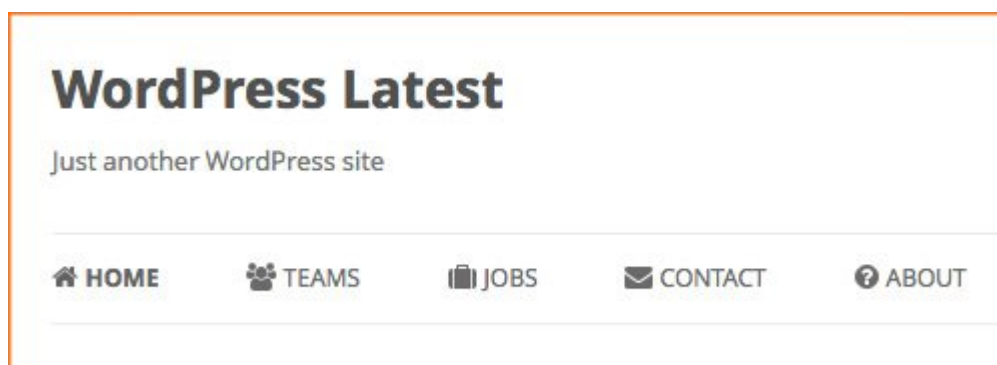 WordPress Latest
Just another WordPress site
HOME TEAMS JOBS CONTACT ABOUT